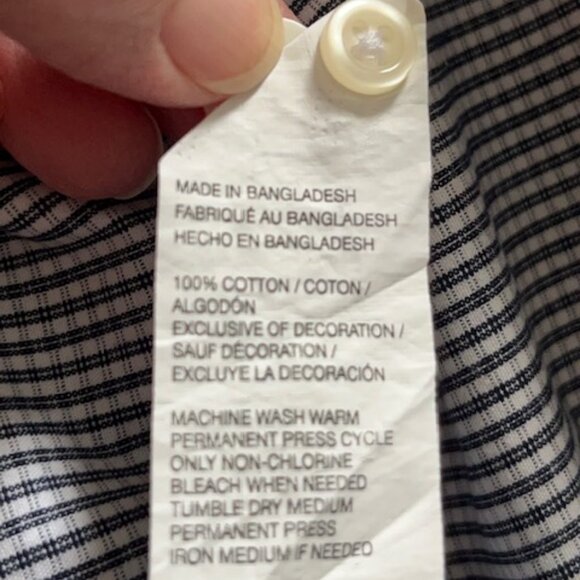 MADE IN BANGLADESH
FABRIQUÉ AU BANGLADESH
HECHO EN BANGLADESH
100% COTTON / COTON /
ALGODÓN
EXCLUSIVE OF DECORATION /
SAUF DÉCORATION /
EXCLUYE LA DECORACIÓN
MACHINE WASH WARM
PERMANENT PRESS CYCLE
ONLY NON-CHLORINE
BLEACH WHEN NEEDED
TUMBLE DRY MEDIUM
PERMANENT PRESS
IRON MEDIUM IF NEEDED